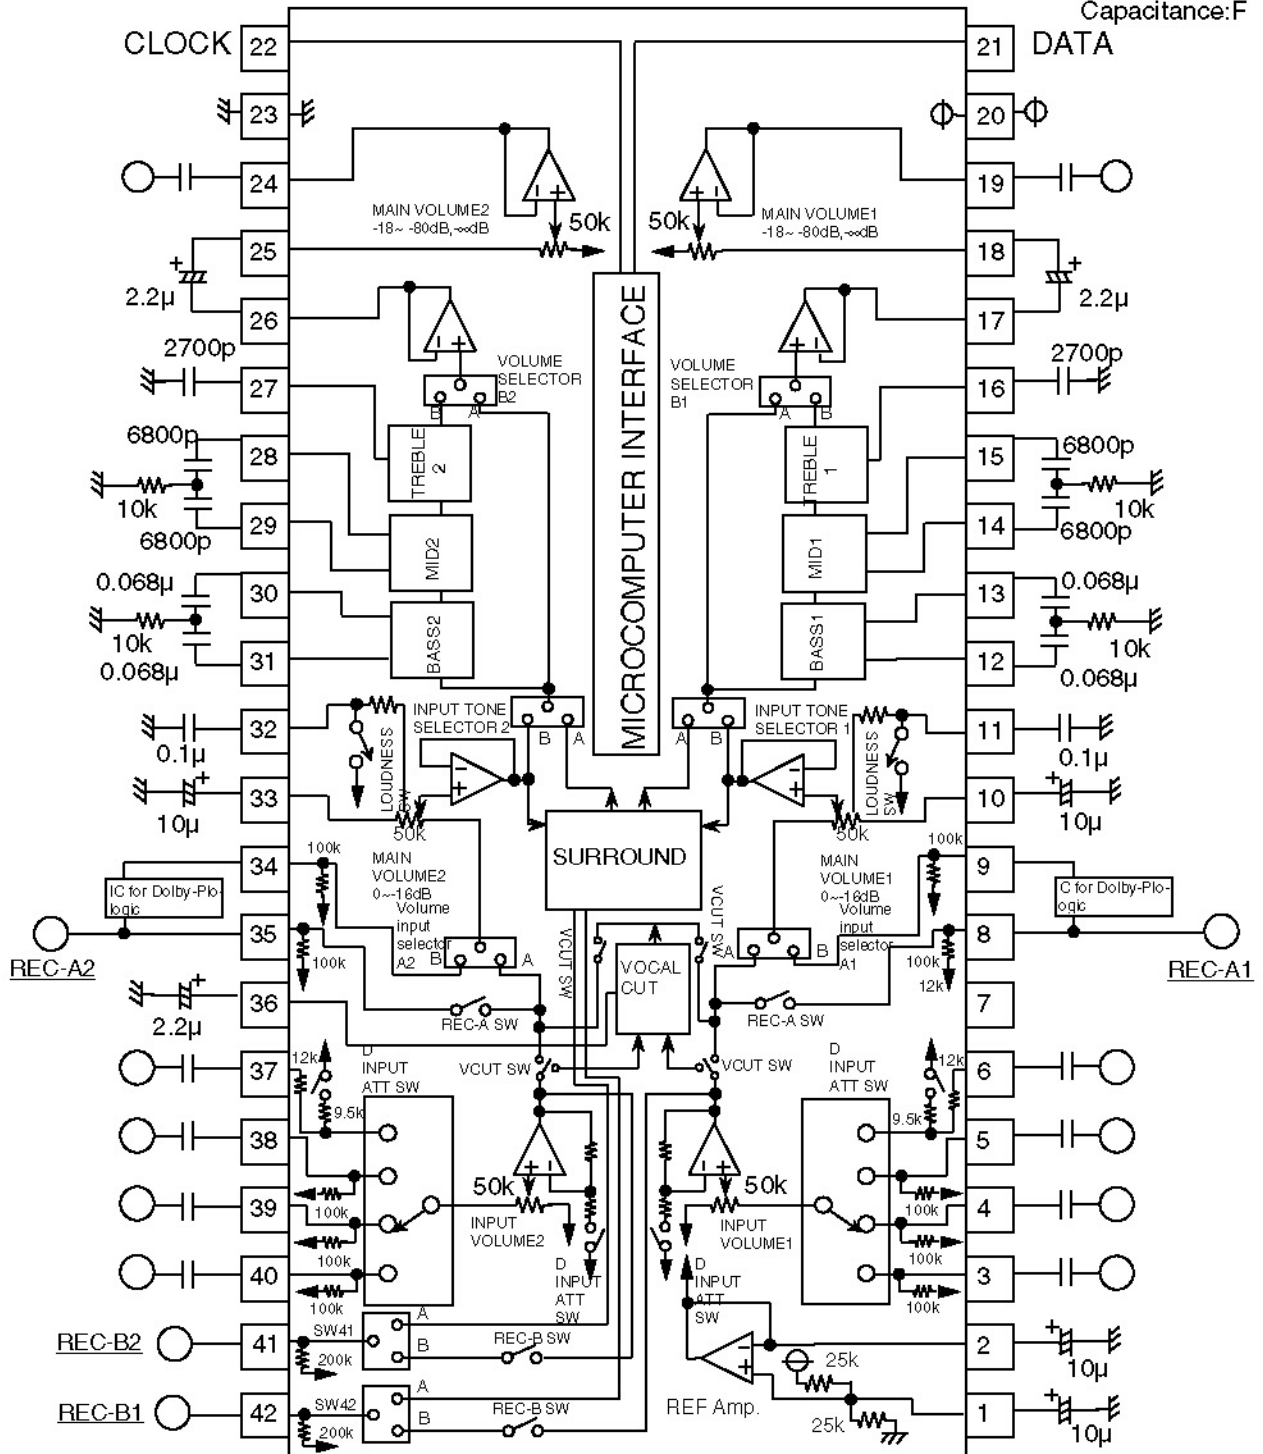 Capacitance:F
CLOCK
22
21
DATA
23
20
24
19
MAIN VOLUME2
-18~ -80dB,-∞dB
50k
50k
MAIN VOLUME1
-18~ -80dB,-∞dB
25
18
2.2µ
2.2µ
26
17
2700p
2700p
VOLUME
SELECTOR
B2
VOLUME
SELECTOR
B1
27
16
B
A
A
B
MICROCOMPUTER INTERFACE
6800p
6800p
28
15
TREBLE
2
TREBLE
1
10k
10k
29
14
6800p
6800p
MID2
MID1
0.068µ
0.068µ
30
13
10k
10k
BASS2
BASS1
31
12
0.068µ
0.068µ
INPUT TONE
SELECTOR 2
INPUT TONE
SELECTOR 1
32
11
B
A
A
B
0.1µ
0.1µ
LOUDNESS
SW
LOUDNESS
SW
33
10
10µ
10µ
50k
50k
100k
100k
34
9
SURROUND
MAIN
VOLUME2
0~-16dB
MAIN
VOLUME1
0~-16dB
IC for Dolby-Plo-
logic
C for Dolby-Plo-
ogic
Volume
input
selector
A2
Volume
input
selector
A1
VCUT SW
VCUT SW
35
8
B
A
A
B
REC-A2
REC-A1
100k
100k
VOCAL
CUT
12k
36
7
2.2µ
REC-A SW
REC-A SW
12k
D
INPUT
ATT SW
VCUT SW
VCUT SW
D
INPUT
ATT SW
12k
37
6
9.5k
9.5k
38
5
50k
50k
39
4
100k
100k
INPUT
VOLUME2
INPUT
VOLUME1
100k
100k
D
INPUT
ATT
SW
D
INPUT
ATT
SW
40
3
100k
100k
REC-B2
41
SW41
200k
A
B
REC-B SW
2
10µ
25k
REF Amp.
REC-B1
42
SW42
200k
A
B
REC-B SW
25k
1
10µ